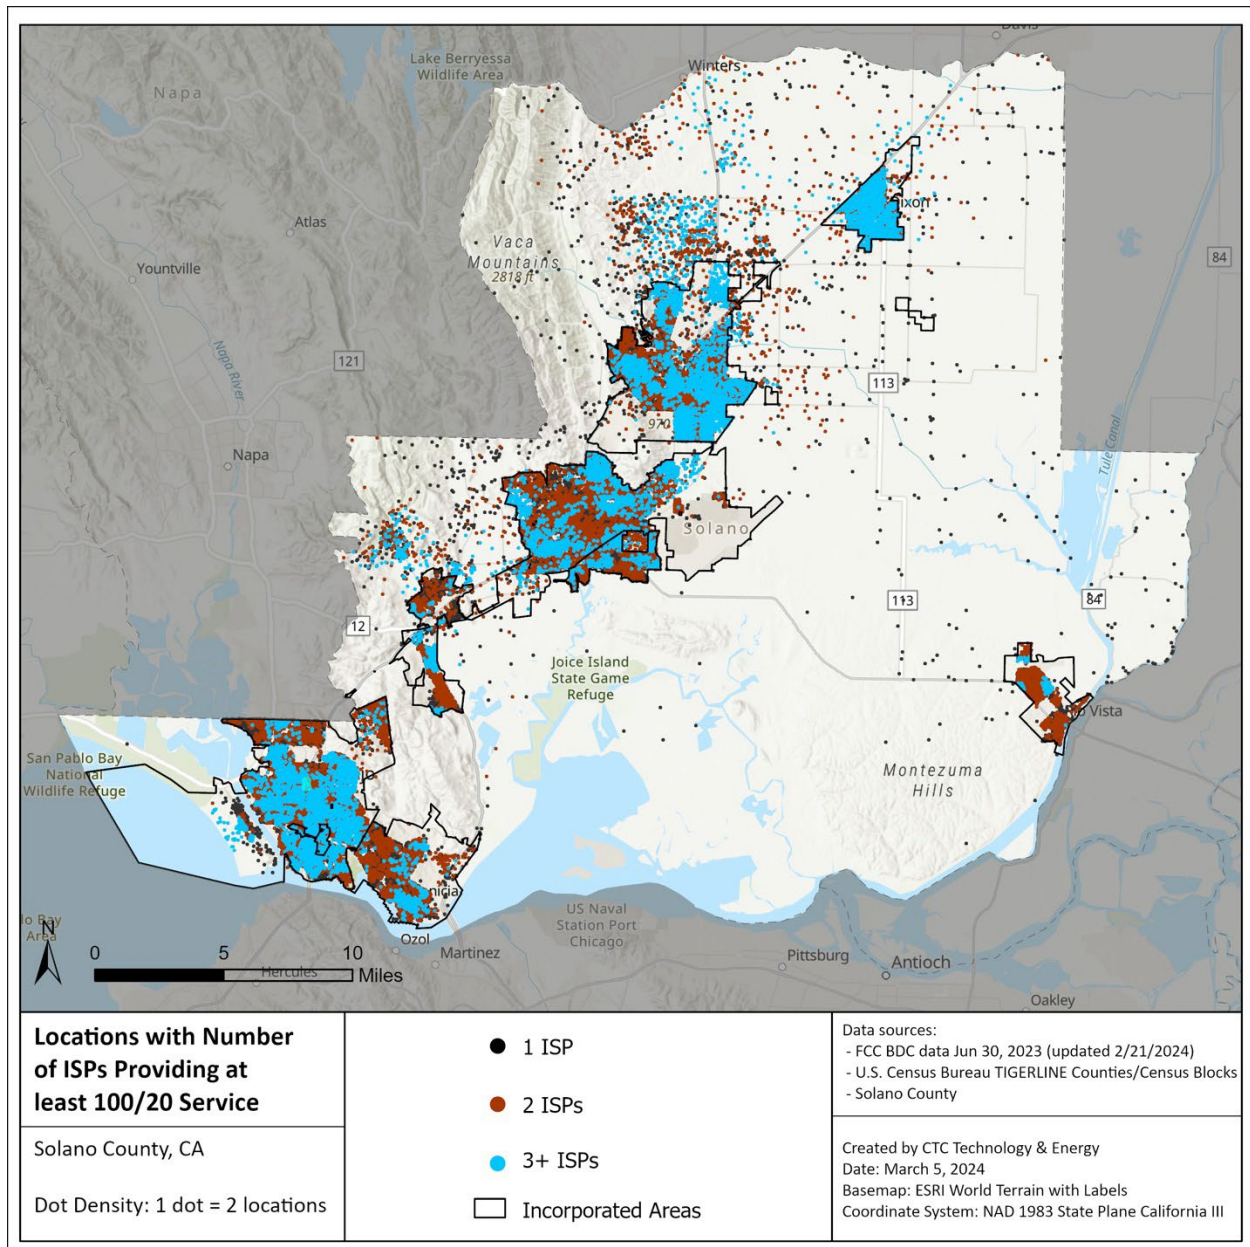 Davis
Lake Berryessa
Wildlife Area
Winters
Napa
Atlas
ixon
Vaca
Mountains
2818 ft
Yountville
84
Napa River
121
113
970
Tule Canal
Napa
Solano
12
113
84
Joice Island
State Game
Refuge
Vista
San Pablo Bay
National
Wildlife Refuge
Montezuma
Hills
nicia
lo Bay
Area
N
US Naval
Station Port
Chicago
Ozol
Martinez
Pittsburg
Antioch
0 5 10
Miles
Hercules
Oakley
Locations with Number
of ISPs Providing at
least 100/20 Service
Solano County, CA
Dot Density: 1 dot = 2 locations
1 ISP
2 ISPs
3+ ISPs
Incorporated Areas
Data sources:
- FCC BDC data Jun 30, 2023 (updated 2/21/2024)
- U.S. Census Bureau TIGERLINE Counties/Census Blocks
- Solano County
Created by CTC Technology & Energy
Date: March 5, 2024
Basemap: ESRI World Terrain with Labels
Coordinate System: NAD 1983 State Plane California III